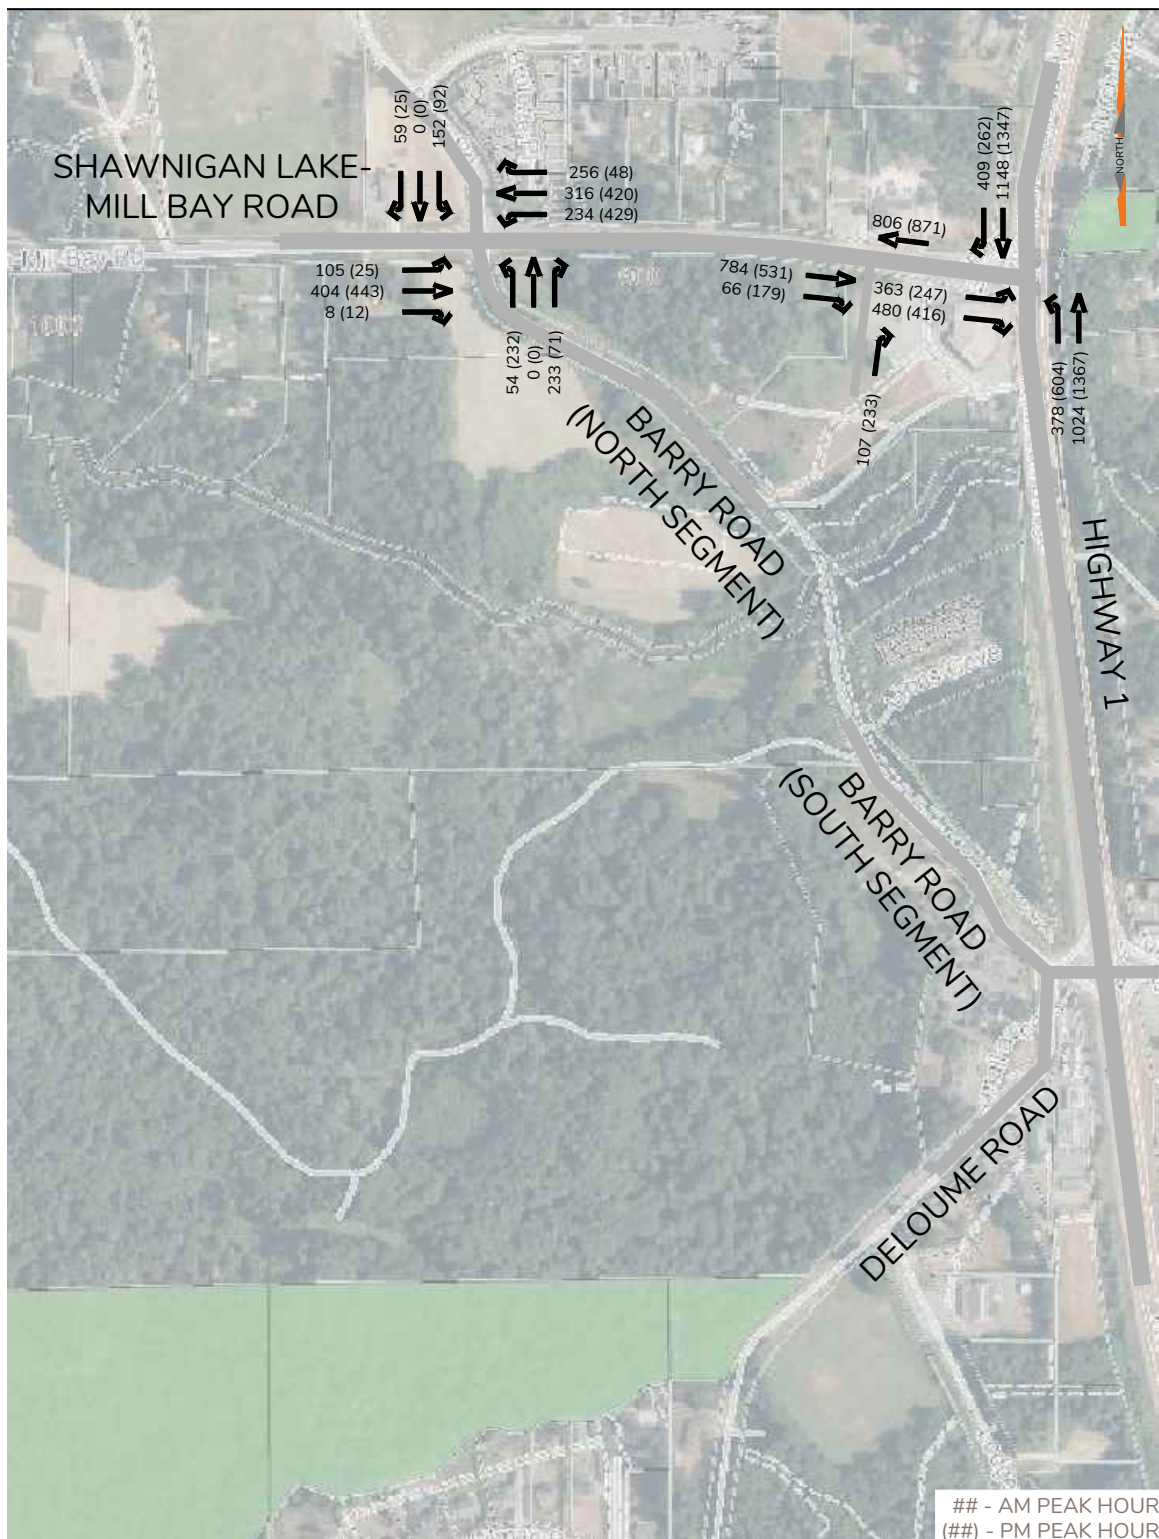 59 (25)
0 (0)
152 (92)
409 (262)
1148 (1347)
NORTH
SHAWNIGAN LAKE-
MILL BAY ROAD
256 (48)
316 (420)
234 (429)
806 (871)
105 (25)
404 (443)
8 (12)
784 (531)
66 (179)
363 (247)
480 (416)
54 (232)
0 (0)
233 (71)
107 (233)
378 (604)
1024 (1367)
BARRY ROAD
(NORTH SEGMENT)
HIGHWAY 1
BARRY ROAD
(SOUTH SEGMENT)
DELOUME ROAD
## - AM PEAK HOUR
(##) - PM PEAK HOUR